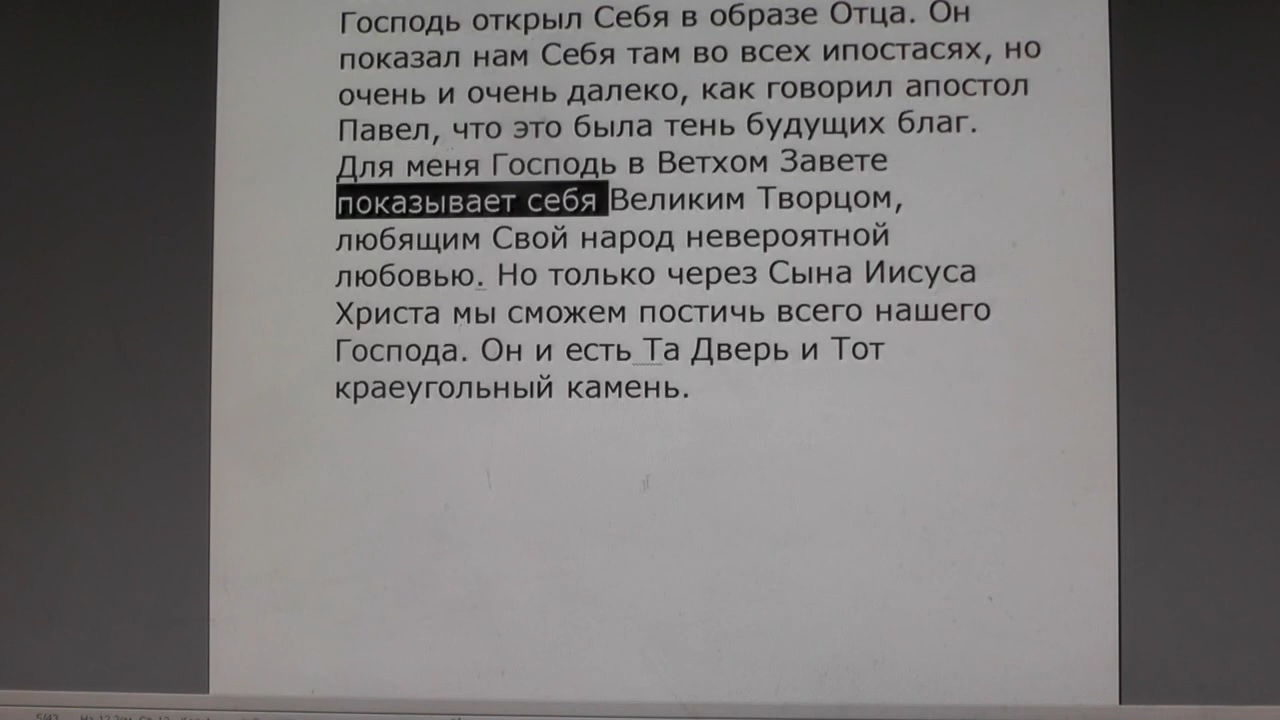 Господь открыл Себя в образе Отца. Он
показал нам Себя там во всех ипостасях, но
очень и очень далеко, как говорил апостол
Павел, что это была тень будущих благ.
Для меня Господь в Ветхом Завете
показывает себя Великим Творцом,
любящим Свой народ невероятной
любовью. Но только через Сына Иисуса
Христа мы сможем постичь всего нашего
Господа. Он и есть Та Дверь и Тот
краеугольный камень.